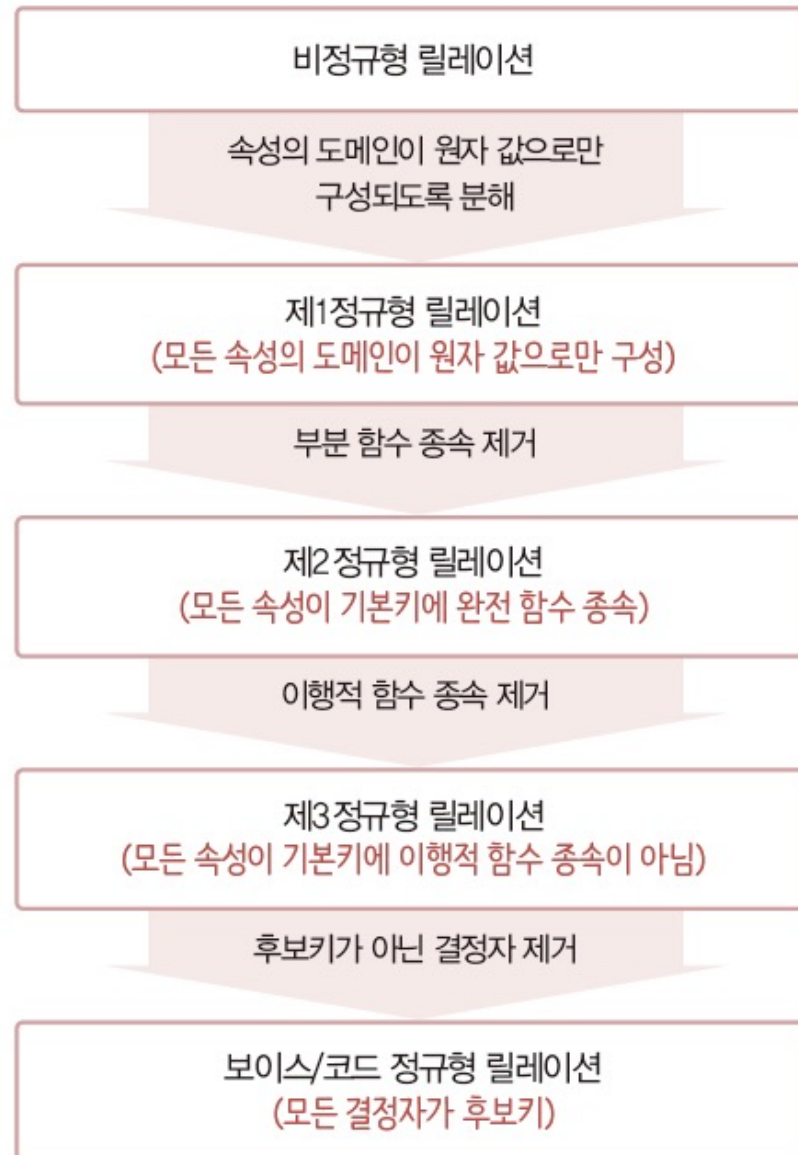 비정규형 릴레이션
속성의 도메인이 원자 값으로만
구성되도록 분해
제1정규형 릴레이션
(모든 속성의 도메인이 원자 값으로만 구성)
부분 함수 종속 제거
제2정규형 릴레이션
(모든 속성이 기본키에 완전 함수 종속)
이행적 함수 종속 제거
제3정규형 릴레이션
(모든 속성이 기본키에 이행적 함수 종속이 아님)
후보키가 아닌 결정자 제거
보이스/코드 정규형 릴레이션
(모든 결정자가 후보키)